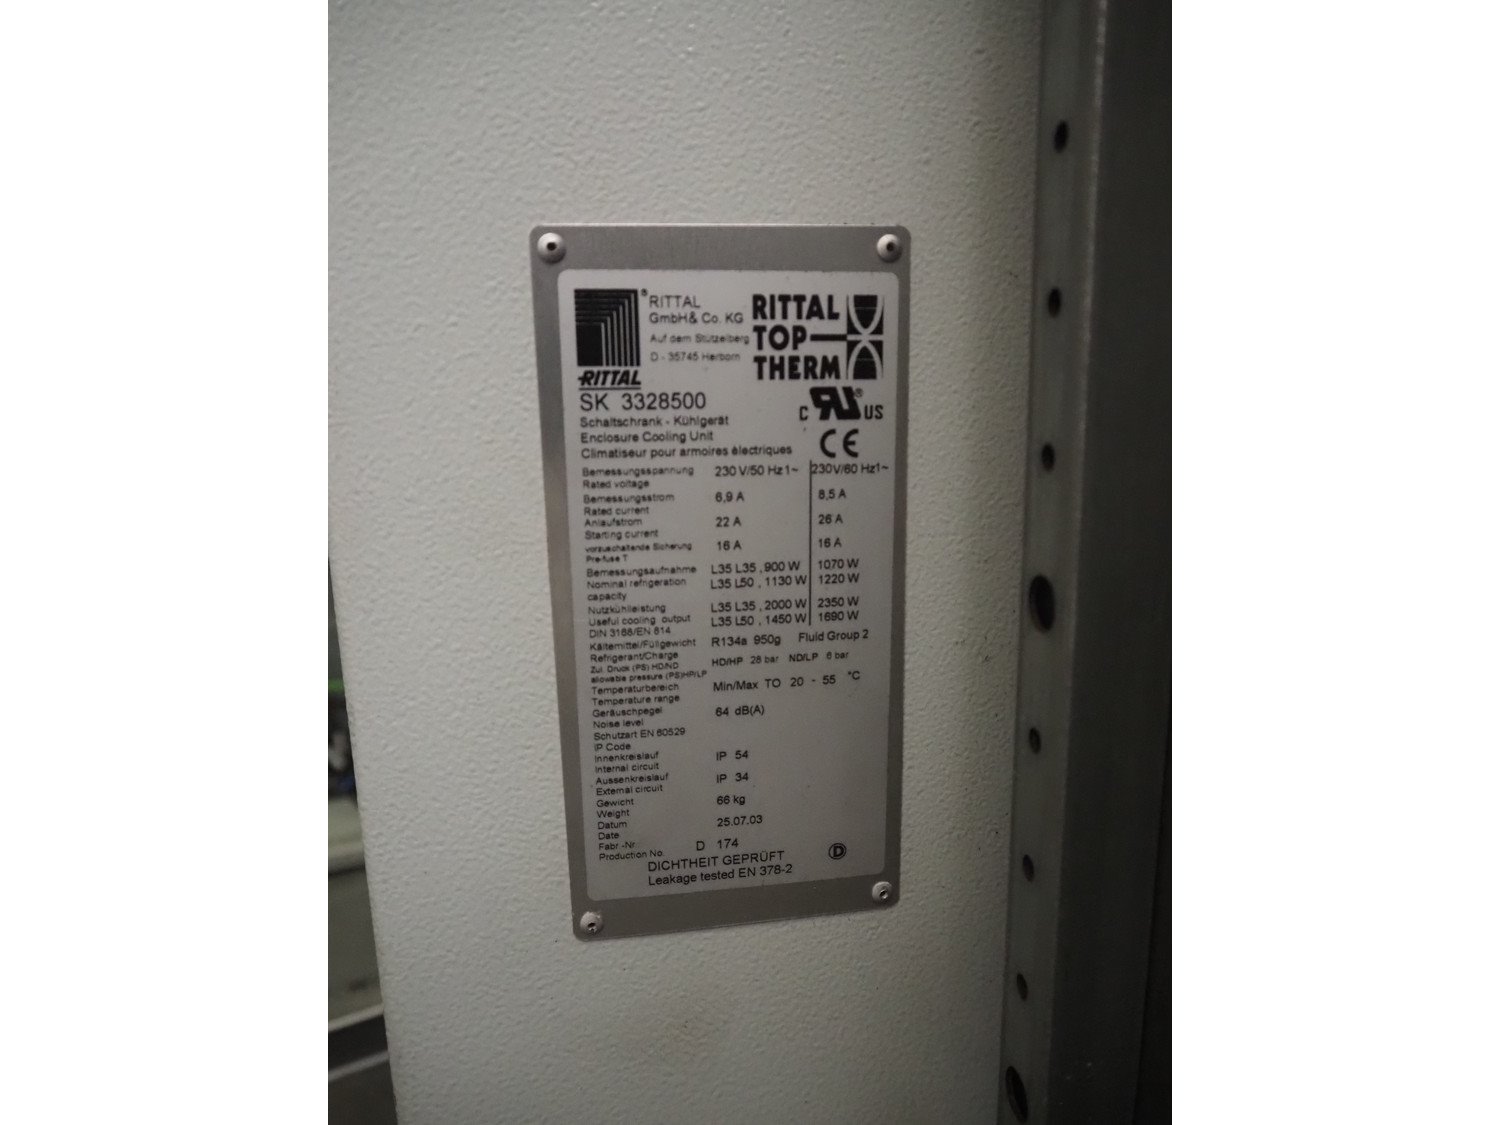 RITTAL
GmbH & Co. KG
Auf dem Stützelberg
D - 35745 Herborn
RITTAL
RITTAL
TOP
THERM
SK 3328500
C RU ® US
CE
Schaltschrank - Kühlgerät
Enclosure Cooling Unit
Climatiseur pour armoires électriques
Bemessungsspannung 230 V/50 Hz 1~ 230V/60 Hz1~
Rated voltage
Bemessungsstrom 6,9 A 8,5 A
Rated current
Anlaufstrom 22 A 26 A
Starting current
vorzuschaltende Sicherung 16 A 16 A
Pre-fuse T
Bemessungsaufnahme L35 L35 , 900 W 1070 W
Nominal refrigeration L35 L50 , 1130 W 1220 W
capacity
Nutzkühlleistung L35 L35 , 2000 W 2350 W
Useful cooling output L35 L50 , 1450 W 1690 W
DIN 3168/EN 814
Kältemittel/Füllgewicht R134a 950g Fluid Group 2
Refrigerant/Charge
Zul. Druck (PS) HD/ND HD/HP 28 bar ND/LP 6 bar
allowable pressure (PS)HP/LP
Temperaturbereich Min/Max TO 20 - 55 °C
Temperature range
Geräuschpegel 64 dB(A)
Noise level
Schutzart EN 60529
IP Code
Innenkreislauf IP 54
Internal circuit
Aussenkreislauf IP 34
External circuit
Gewicht 66 kg
Weight
Datum 25.07.03
Date
Fabr.-Nr D 174
Production No.
DICHTHEIT GEPRÜFT D
Leakage tested EN 378-2